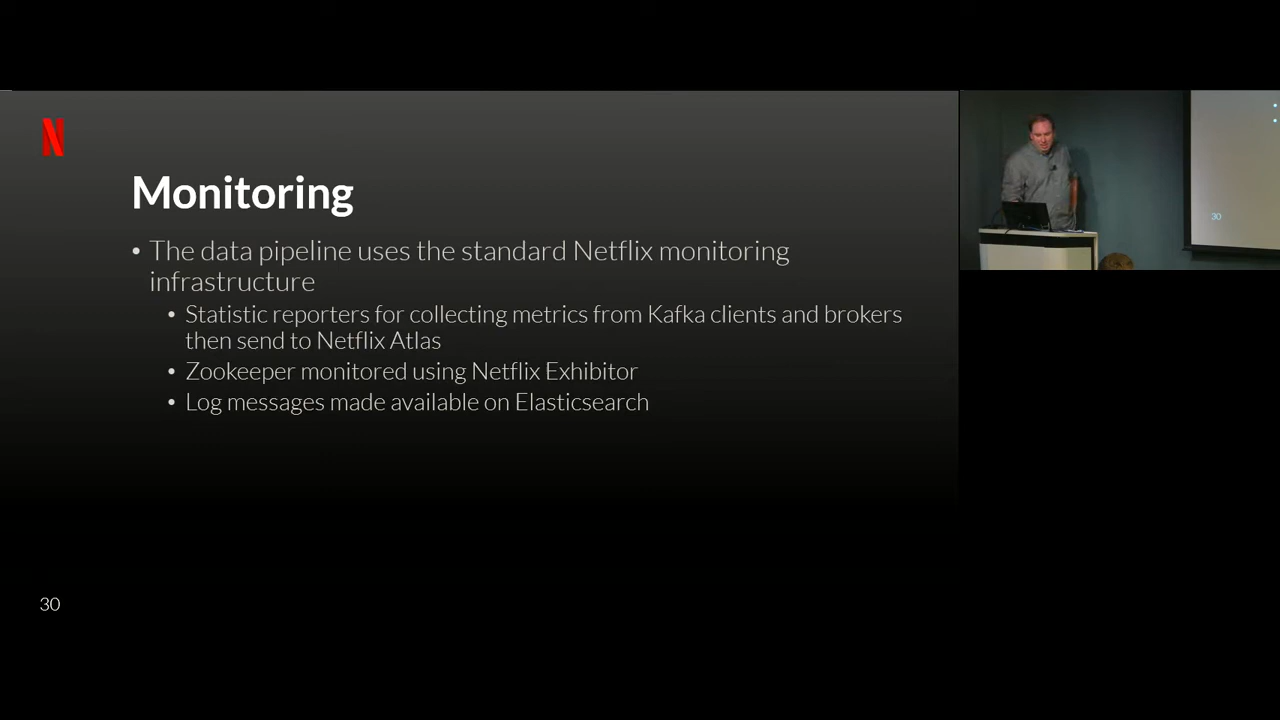 N
Monitoring
• The data pipeline uses the standard Netflix monitoring
infrastructure
• Statistic reporters for collecting metrics from Kafka clients and brokers
then send to Netflix Atlas
• Zookeeper monitored using Netflix Exhibitor
• Log messages made available on Elasticsearch
30
30